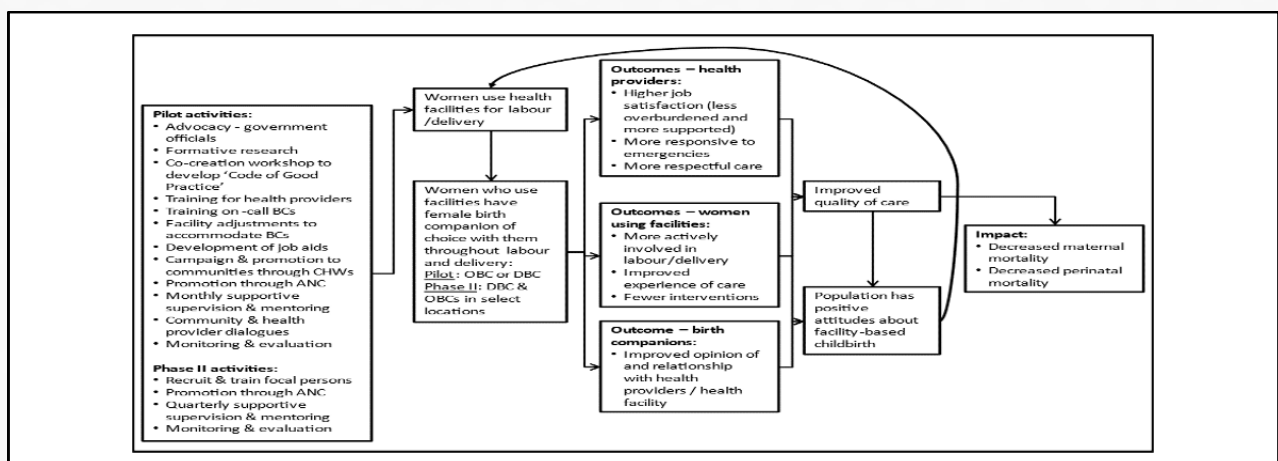 Pilot activities:
• Advocacy - government
officials
• Formative research
• Co-creation workshop to
develop ‘Code of Good
Practice’
• Training for health providers
• Training on -call BCs
• Facility adjustments to
accommodate BCs
• Development of job aids
• Campaign & promotion to
communities through CHWs
• Promotion through ANC
• Monthly supportive
supervision & mentoring
• Community & health
provider dialogues
• Monitoring & evaluation
Phase II activities:
• Recruit & train focal persons
• Promotion through ANC
• Quarterly supportive
supervision & mentoring
• Monitoring & evaluation
Women use health
facilities for labour
/delivery
Women who use
facilities have
female birth
companion of
choice with them
throughout labour
and delivery:
Pilot : OBC or DBC
Phase II: DBC &
OBCs in select
locations
Outcomes – health
providers:
• Higher job
satisfaction (less
overburdened and
more supported)
• More responsive to
emergencies
• More respectful care
Outcomes – women
using facilities:
• More actively
involved in
labour/delivery
• Improved
experience of care
• Fewer interventions
Outcome – birth
companions:
• Improved opinion of
and relationship
with health
providers / health
facility
Improved
quality of care
Population has
positive
attitudes about
facility-based
childbirth
Impact:
• Decreased maternal
mortality
• Decreased perinatal
mortality